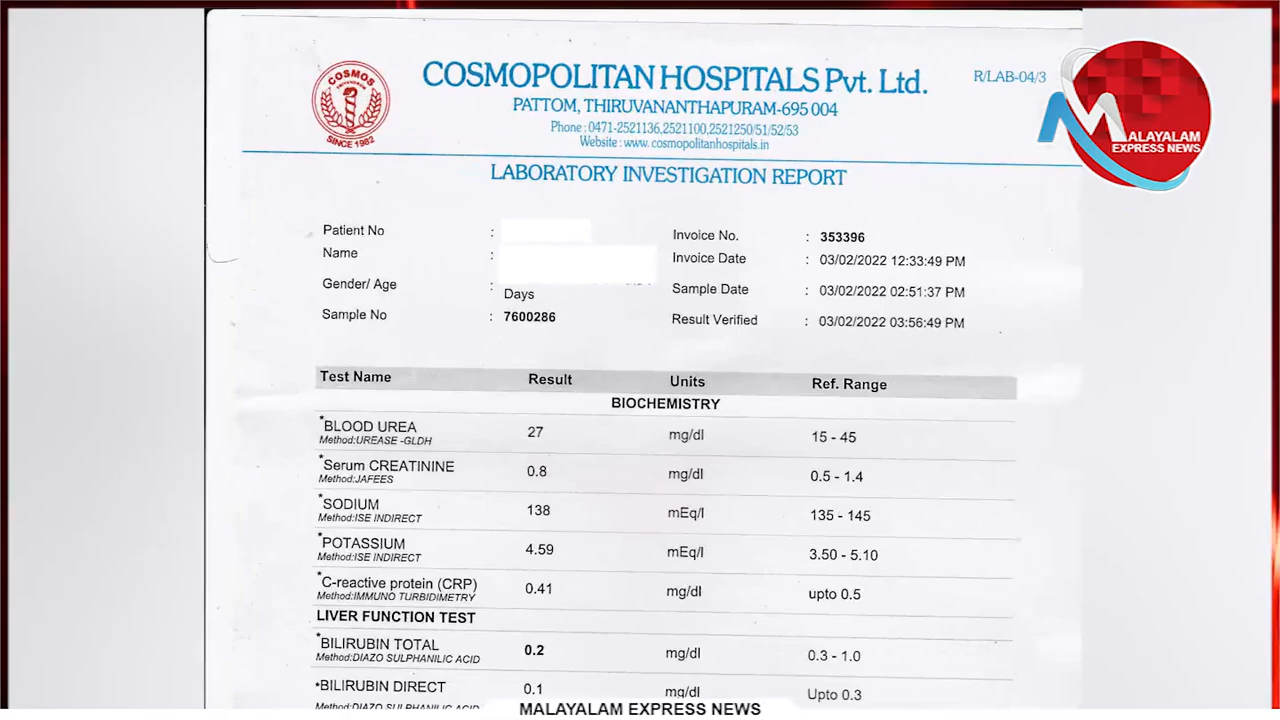 COSMOS
TRIVANDRUM
SINCE 1982
COSMOPOLITAN HOSPITALS Pvt. Ltd.
PATTOM, THIRUVANANTHAPURAM-695 004
Phone : 0471-2521136,2521100,2521250/51/52/53
Website : www. cosmopolitanhospitals.in
R/LAB-04/3
MALAYALAM
EXPRESS NEWS
LABORATORY INVESTIGATION REPORT
Patient No : Invoice No. : 353396
Name : Invoice Date : 03/02/2022 12:33:49 PM
Gender/ Age : Days Sample Date : 03/02/2022 02:51:37 PM
Sample No : 7600286 Result Verified : 03/02/2022 03:56:49 PM
Test Name Result Units Ref. Range
BIOCHEMISTRY
*BLOOD UREA 27 mg/dl 15 - 45
Method:UREASE -GLDH
*Serum CREATININE 0.8 mg/dl 0.5 - 1.4
Method:JAFEES
*SODIUM 138 mEq/l 135 - 145
Method:ISE INDIRECT
*POTASSIUM 4.59 mEq/l 3.50 - 5.10
Method:ISE INDIRECT
*C-reactive protein (CRP) 0.41 mg/dl upto 0.5
Method:IMMUNO TURBIDIMETRY
LIVER FUNCTION TEST
*BILIRUBIN TOTAL 0.2 mg/dl 0.3 - 1.0
Method:DIAZO SULPHANILIC ACID
*BILIRUBIN DIRECT 0.1 mg/dl Upto 0.3
Method:DIAZO SULPHANILIC ACID
MALAYALAM EXPRESS NEWS